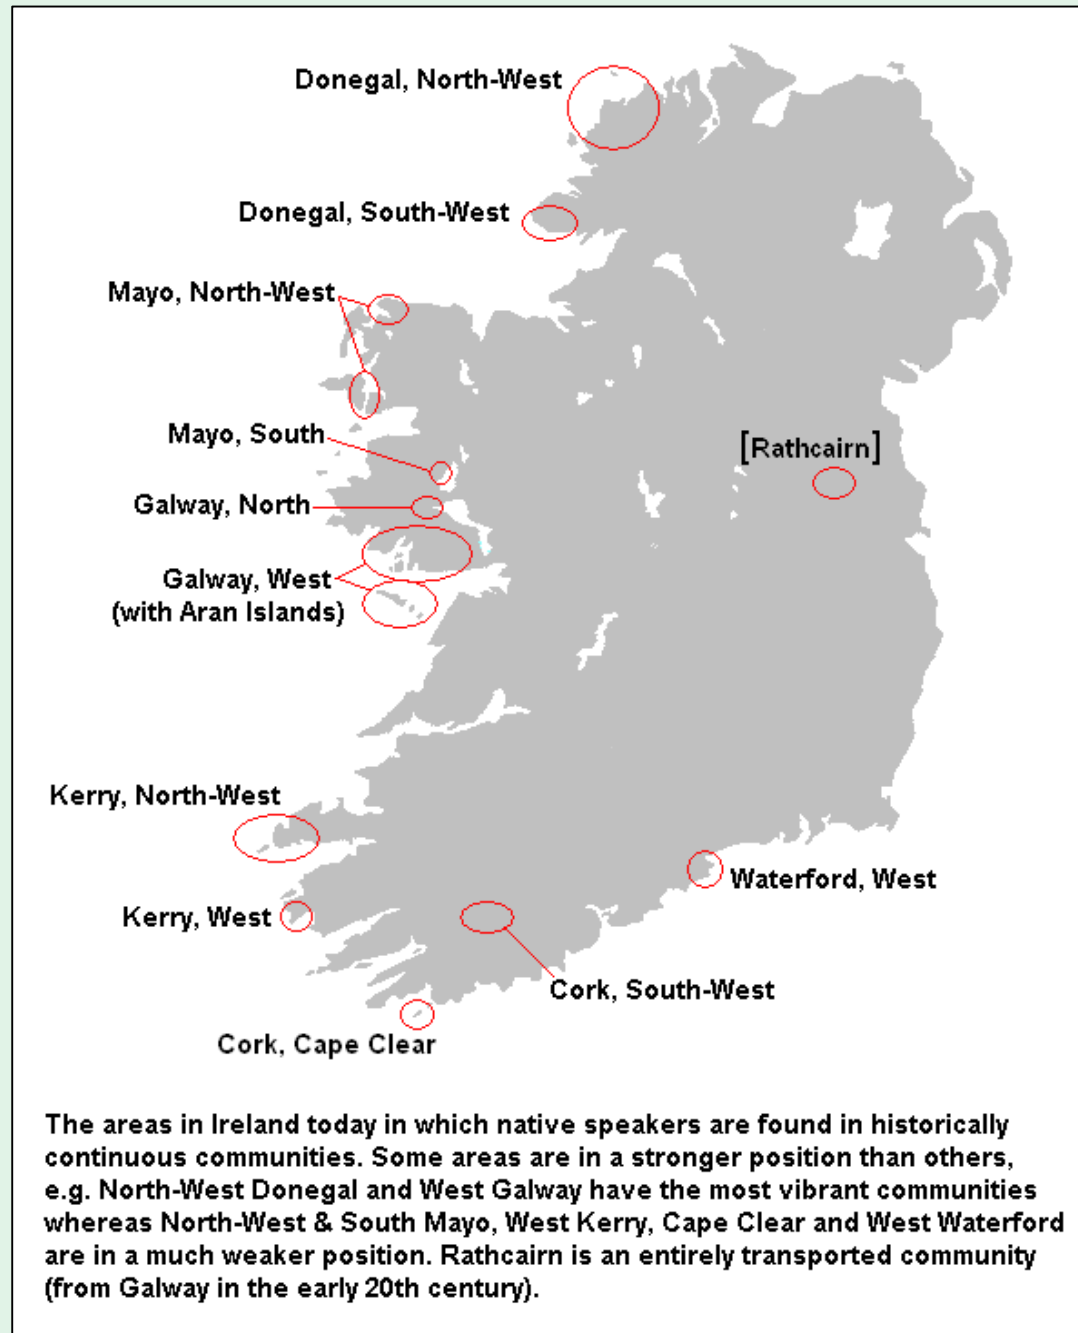 Donegal, North-West
Donegal, South-West
Mayo, North-West
Mayo, South
[Rathcairn]
Galway, North
Galway, West
(with Aran Islands)
Kerry, North-West
Waterford, West
Kerry, West
Cork, South-West
Cork, Cape Clear
The areas in Ireland today in which native speakers are found in historically
continuous communities. Some areas are in a stronger position than others,
e.g. North-West Donegal and West Galway have the most vibrant communities
whereas North-West & South Mayo, West Kerry, Cape Clear and West Waterford
are in a much weaker position. Rathcairn is an entirely transported community
(from Galway in the early 20th century).